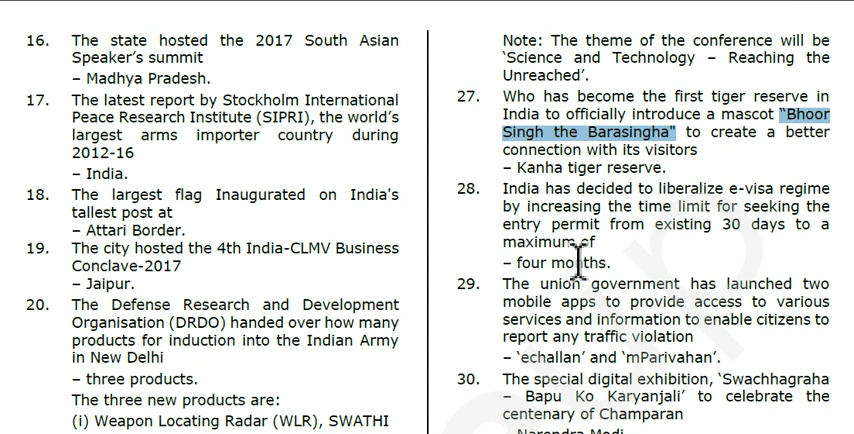 16. The state hosted the 2017 South Asian
Speaker's summit
– Madhya Pradesh.
17. The latest report by Stockholm International
Peace Research Institute (SIPRI), the world's
largest arms importer country during
2012-16
– India.
18. The largest flag Inaugurated on India's
tallest post at
– Attari Border.
19. The city hosted the 4th India-CLMV Business
Conclave-2017
– Jaipur.
20. The Defense Research and Development
Organisation (DRDO) handed over how many
products for induction into the Indian Army
in New Delhi
– three products.
The three new products are:
(i) Weapon Locating Radar (WLR), SWATHI
Note: The theme of the conference will be
‘Science and Technology – Reaching the
Unreached’.
27. Who has become the first tiger reserve in
India to officially introduce a mascot "Bhoor
Singh the Barasingha" to create a better
connection with its visitors
– Kanha tiger reserve.
28. India has decided to liberalize e-visa regime
by increasing the time limit for seeking the
entry permit from existing 30 days to a
maximum of
– four months.
29. The union government has launched two
mobile apps to provide access to various
services and information to enable citizens to
report any traffic violation
– ‘echallan’ and ‘mParivahan’.
30. The special digital exhibition, ‘Swachhagraha
– Bapu Ko Karyanjali’ to celebrate the
centenary of Champaran
– Narendra Modi